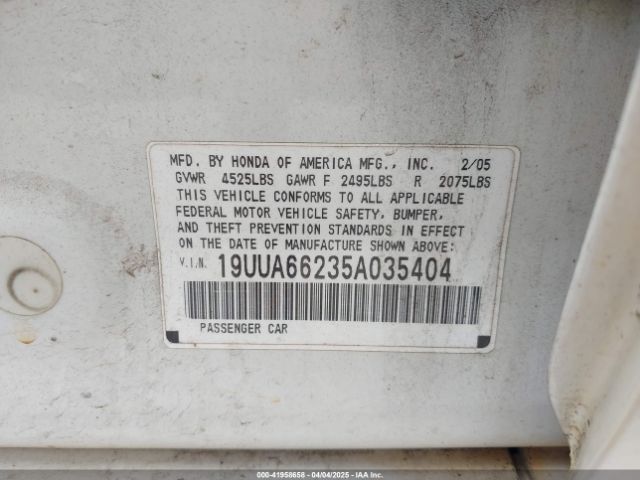 MFD. BY HONDA OF AMERICA MFG., INC. 2/05
GVWR 4525LBS GAWR F 2495LBS R 2075LBS
THIS VEHICLE CONFORMS TO ALL APPLICABLE
FEDERAL MOTOR VEHICLE SAFETY, BUMPER,
AND THEFT PREVENTION STANDARDS IN EFFECT
ON THE DATE OF MANUFACTURE SHOWN ABOVE:
V.I.N. 19UUA66235A035404
PASSENGER CAR
000-41958658 - 04/04/2025 - IAA Inc.